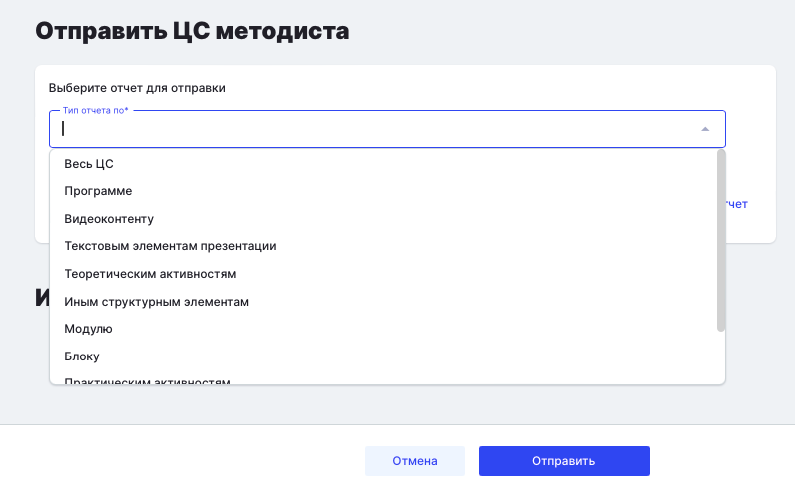 Отправить ЦС методиста
Выберите отчет для отправки
Тип отчета по*
Весь ЦС
Программе
Видеоконтенту
чет
Текстовым элементам презентации
Теоретическим активностям
Иным структурным элементам
Модулю
Блоку
Практическим активностям
Отмена
Отправить